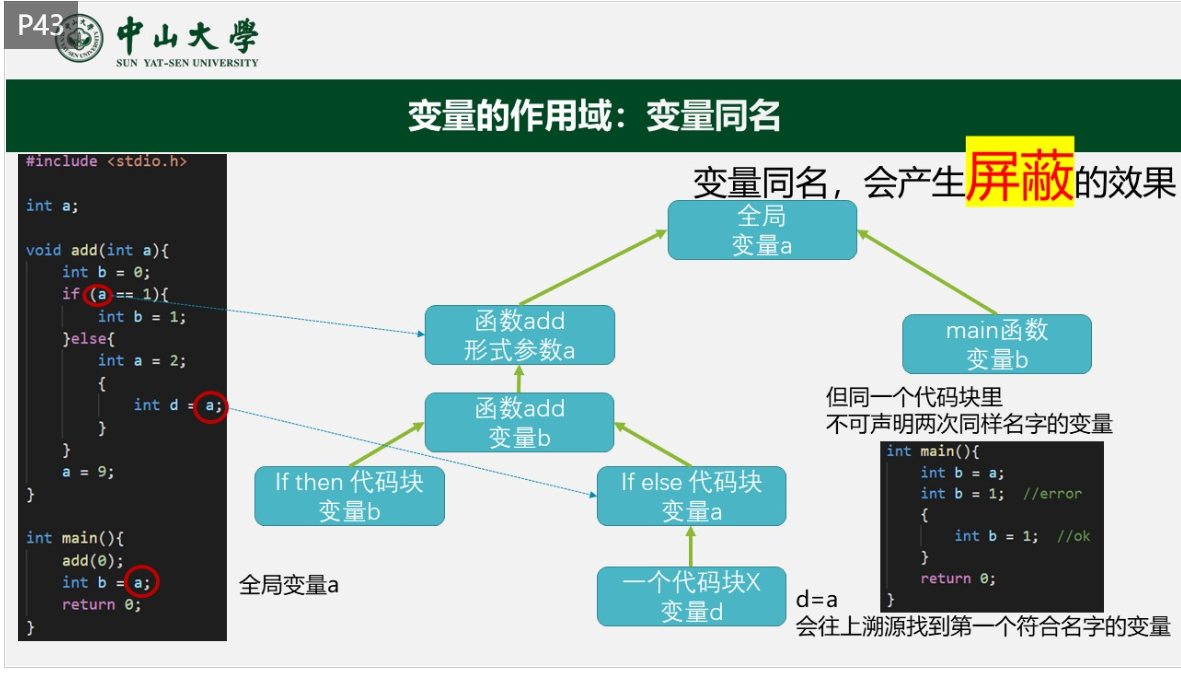 P43
中山大學
SUN YAT-SEN UNIVERSITY
变量的作用域：变量同名
变量同名，会产生屏蔽的效果
#include <stdio.h>
int a;
void add(int a){
int b = 0;
if (a == 1){
int b = 1;
}else{
int a = 2;
{
int d = a;
}
}
a = 9;
}
int main(){
add(0);
int b = a;
return 0;
}
全局变量a
全局
变量a
函数add
形式参数a
函数add
变量b
If then 代码块
变量b
If else 代码块
变量a
一个代码块X
变量d
main函数
变量b
但同一个代码块里
不可声明两次同样名字的变量
int main(){
int b = a;
int b = 1; //error
{
int b = 1; //ok
}
return 0;
}
d=a
会往上溯源找到第一个符合名字的变量